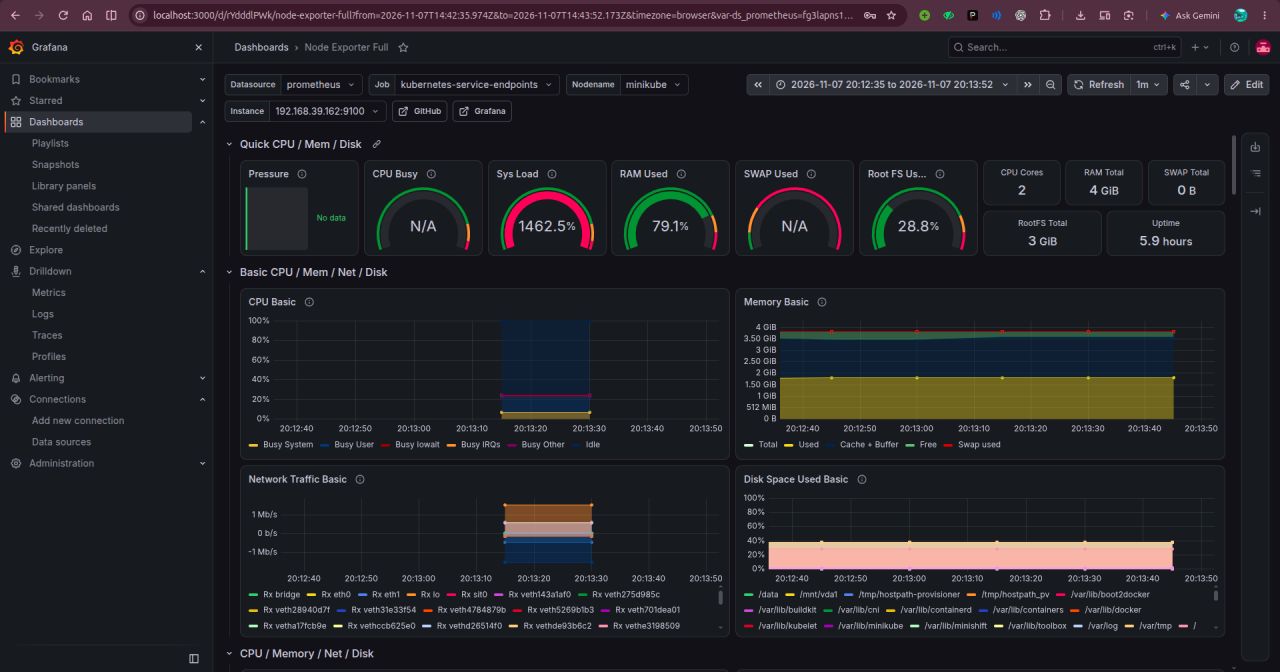 localhost:3000/d/rYdddlPWk/node-exporter-full?from=2026-11-07T14:42:35.974Z&to=2026-11-07T14:43:52.173Z&timezone=browser&var-ds_prometheus=fg3lapns1...
Ask Gemini
Grafana
Dashboards › Node Exporter Full
Search... ctrl+k
Bookmarks
Starred
Dashboards
Playlists
Snapshots
Library panels
Shared dashboards
Recently deleted
Explore
Drilldown
Metrics
Logs
Traces
Profiles
Alerting
Connections
Add new connection
Data sources
Administration
Datasource prometheus Job kubernetes-service-endpoints Nodename minikube
2026-11-07 20:12:35 to 2026-11-07 20:13:52 Refresh 1m Edit
Instance 192.168.39.162:9100 GitHub Grafana
Quick CPU / Mem / Disk
Pressure
No data
CPU Busy
N/A
Sys Load
1462.5%
RAM Used
79.1%
SWAP Used
N/A
Root FS Us...
28.8%
CPU Cores
2
RAM Total
4 GiB
SWAP Total
0 B
RootFS Total
3 GiB
Uptime
5.9 hours
Basic CPU / Mem / Net / Disk
CPU Basic
100%
80%
60%
40%
20%
0%
20:12:40 20:12:50 20:13:00 20:13:10 20:13:20 20:13:30 20:13:40 20:13:50
Busy System Busy User Busy Iowait Busy IRQs Busy Other Idle
Memory Basic
4 GiB
3.50 GiB
3 GiB
2.50 GiB
2 GiB
1.50 GiB
1 GiB
512 MiB
0 B
20:12:40 20:12:50 20:13:00 20:13:10 20:13:20 20:13:30 20:13:40 20:13:50
Total Used Cache + Buffer Free Swap used
Network Traffic Basic
1 Mb/s
0 b/s
-1 Mb/s
20:12:40 20:12:50 20:13:00 20:13:10 20:13:20 20:13:30 20:13:40 20:13:50
Rx bridge Rx eth0 Rx eth1 Rx lo Rx sit0 Rx veth143a1af0 Rx veth275d985c
Rx veth28940d7f Rx veth31e33f54 Rx veth4784879b Rx veth5269b1b3 Rx veth701dea01
Rx vetha17fcb9e Rx vethccb625e0 Rx vethd26514f0 Rx vethde93b6c2 Rx vethe3198509
Disk Space Used Basic
100%
80%
60%
40%
20%
0%
20:12:40 20:12:50 20:13:00 20:13:10 20:13:20 20:13:30 20:13:40 20:13:50
/data /mnt/vda1 /tmp/hostpath-provisioner /tmp/hostpath_pv /var/lib/boot2docker
/var/lib/buildkit /var/lib/cni /var/lib/containerd /var/lib/containers /var/lib/docker
/var/lib/kubelet /var/lib/minikube /var/lib/minishift /var/lib/toolbox /var/log /var/tmp /
CPU / Memory / Net / Disk